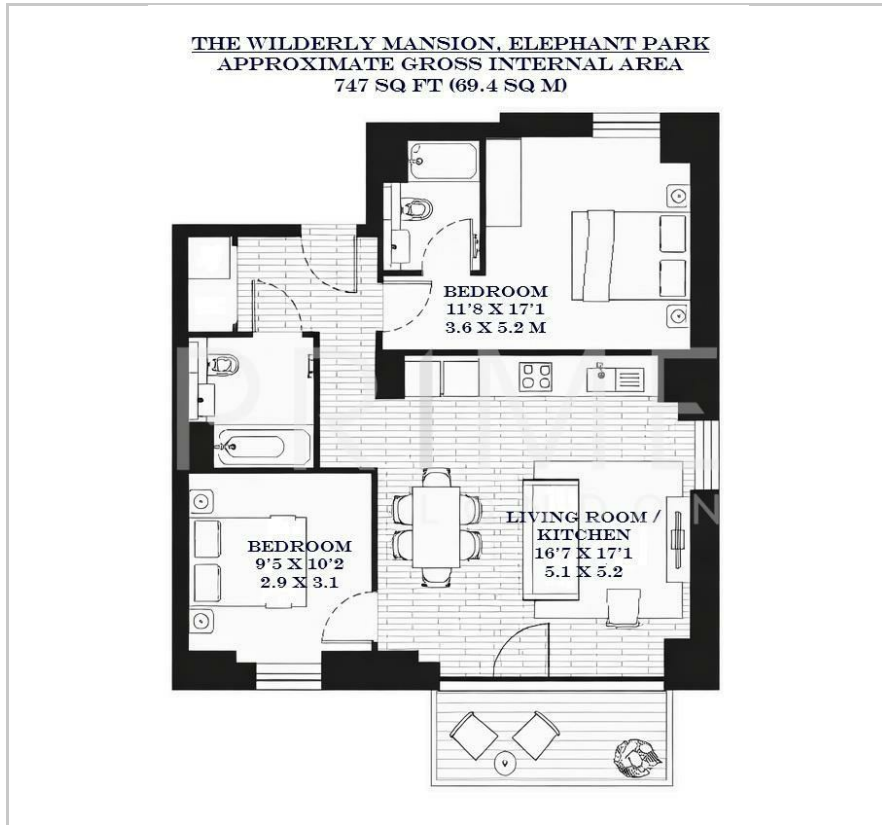 THE WILDERLY MANSION, ELEPHANT PARK
APPROXIMATE GROSS INTERNAL AREA
747 SQ FT (69.4 SQ M)
BEDROOM
11'8 X 17'1
3.6 X 5.2 M
PRIME
LONDON
LIVING ROOM /
KITCHEN
16'7 X 17'1
5.1 X 5.2
BEDROOM
9'5 X 10'2
2.9 X 3.1